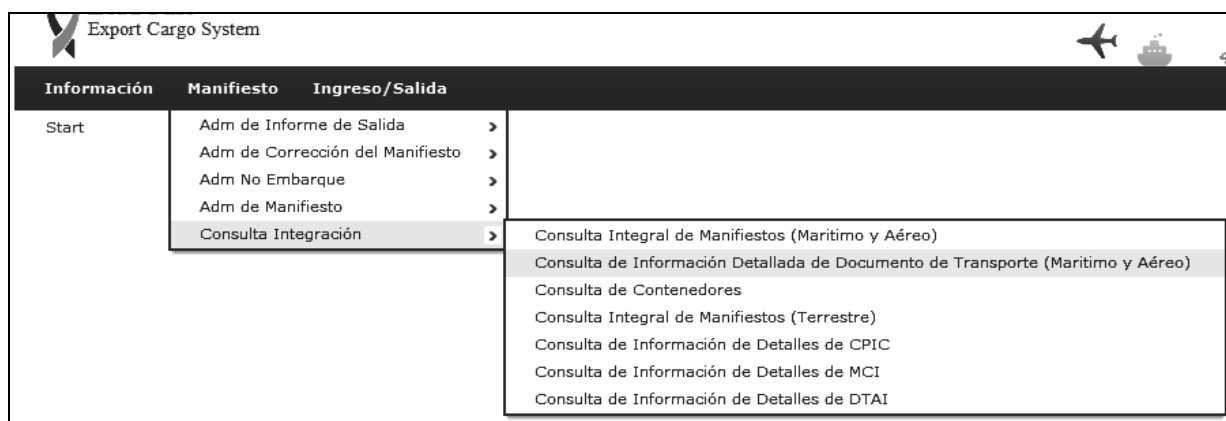 Export Cargo System
Información Manifiesto Ingreso/Salida
Start
Adm de Informe de Salida
Adm de Corrección del Manifiesto
Adm No Embarque
Adm de Manifiesto
Consulta Integración
Consulta Integral de Manifiestos (Maritimo y Aéreo)
Consulta de Información Detallada de Documento de Transporte (Maritimo y Aéreo)
Consulta de Contenedores
Consulta Integral de Manifiestos (Terrestre)
Consulta de Información de Detalles de CPIC
Consulta de Información de Detalles de MCI
Consulta de Información de Detalles de DTAI